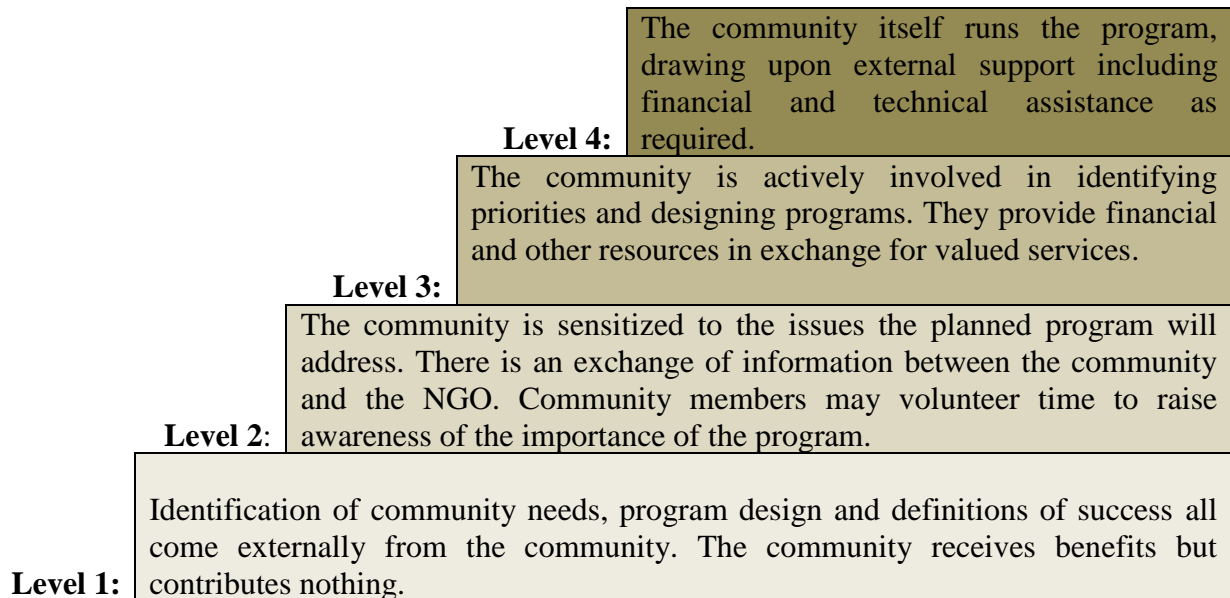 The community itself runs the program,
drawing upon external support including
financial and technical assistance as
Level 4: required.
The community is actively involved in identifying
priorities and designing programs. They provide financial
and other resources in exchange for valued services.
Level 3:
The community is sensitized to the issues the planned program will
address. There is an exchange of information between the community
and the NGO. Community members may volunteer time to raise
Level 2: awareness of the importance of the program.
Identification of community needs, program design and definitions of success all
come externally from the community. The community receives benefits but
Level 1: contributes nothing.